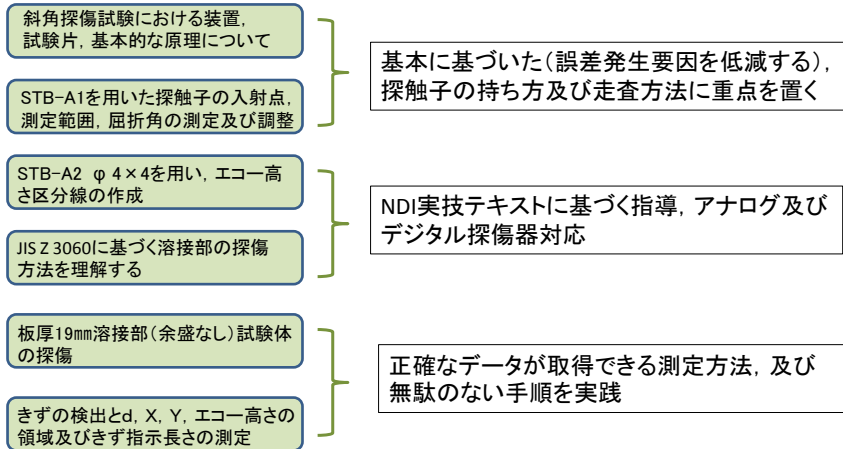 斜角探傷試験における装置,
試験片, 基本的な原理について
基本に基づいた(誤差発生要因を低減する),
探触子の持ち方及び走査方法に重点を置く
STB-A1を用いた探触子の入射点,
測定範囲, 屈折角の測定及び調整
STB-A2 φ 4×4を用い, エコー高
さ区分線の作成
NDI実技テキストに基づく指導, アナログ及び
デジタル探傷器対応
JIS Z 3060に基づく溶接部の探傷
方法を理解する
板厚19㎜溶接部(余盛なし)試験体
の探傷
正確なデータが取得できる測定方法, 及び
無駄のない手順を実践
きずの検出とd, X, Y, エコー高さの
領域及びきず指示長さの測定